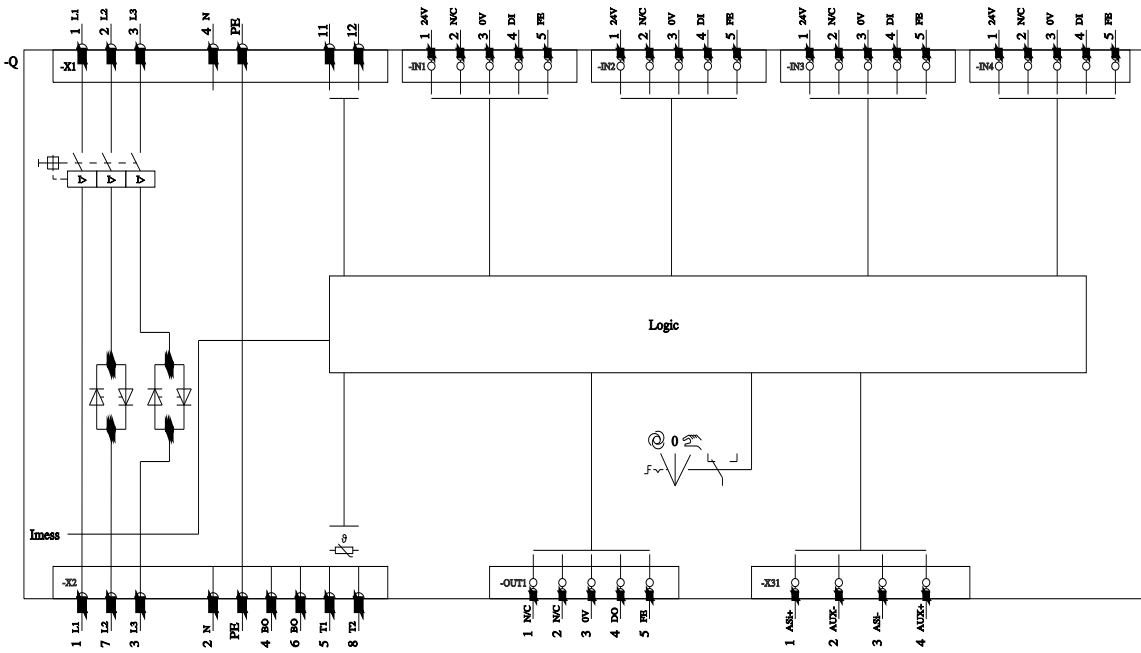 1 L1
2 L2
3 L3
4 N
PE
11
12
1 24V
2 N/C
3 0V
4 DI
5 FE
1 24V
2 N/C
3 0V
4 DI
5 FE
1 24V
2 N/C
3 0V
4 DI
5 FE
1 24V
2 N/C
3 0V
4 DI
5 FE
-Q
-X1
-IN1
-IN2
-IN3
-IN4
Logic
0
Imess
ϑ
-X2
-OUT1
-X31
1 L1
7 L2
3 L3
2 N
PE
4 BO
6 BO
5 T1
8 T2
1 N/C
2 N/C
3 0V
4 DO
5 FE
1 ASi+
2 AUX-
3 ASi-
4 AUX+